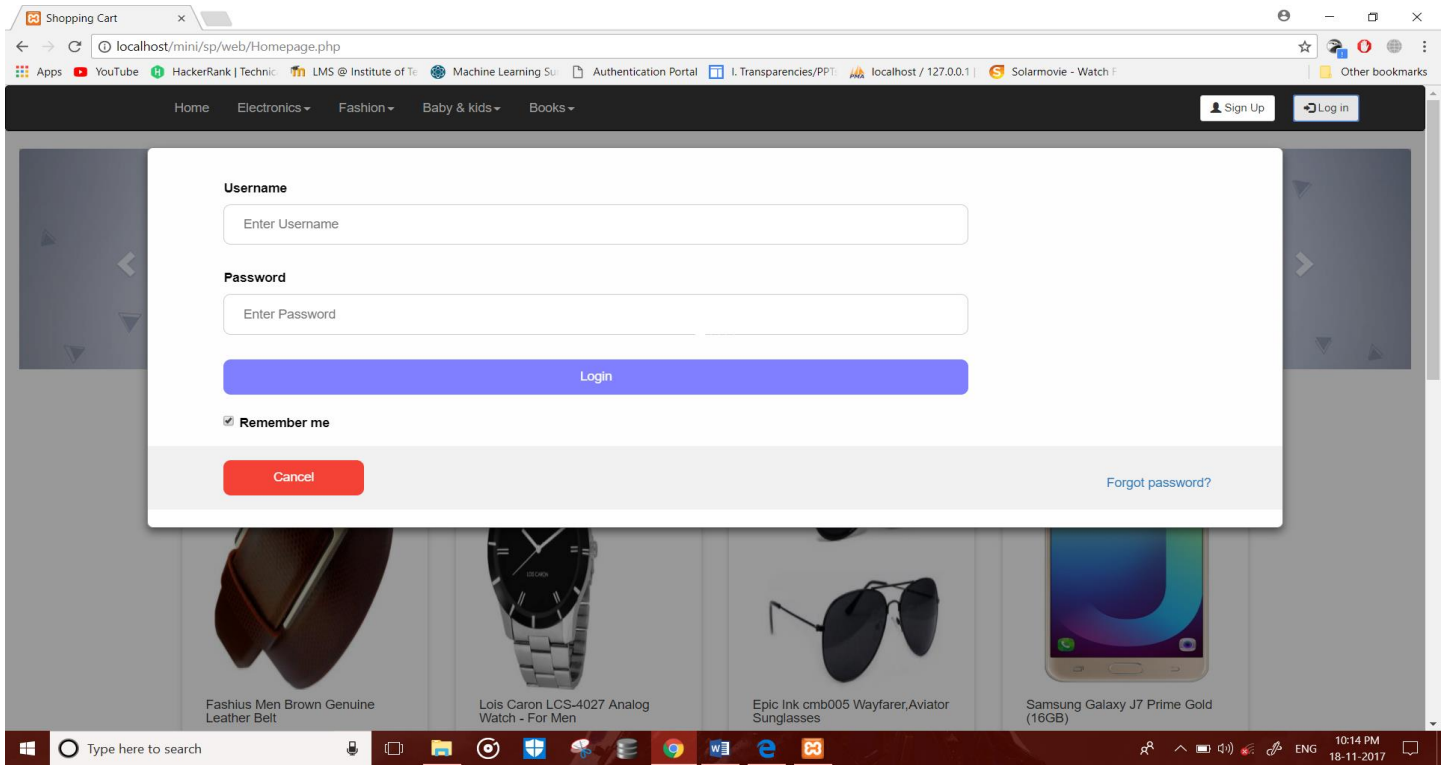 Shopping Cart
localhost/mini/sp/web/Homepage.php
Apps YouTube HackerRank | Technic LMS @ Institute of Te Machine Learning Su Authentication Portal I. Transparencies/PPT localhost / 127.0.0.1 | Solarmovie - Watch F Other bookmarks
Home Electronics Fashion Baby & kids Books Sign Up Log in
Username
Enter Username
Password
Enter Password
Login
Remember me
Cancel
Forgot password?
LOIS CARON
Fashius Men Brown Genuine
Leather Belt
Lois Caron LCS-4027 Analog
Watch - For Men
Epic Ink cmb005 Wayfarer,Aviator
Sunglasses
Samsung Galaxy J7 Prime Gold
(16GB)
Type here to search
ENG
10:14 PM
18-11-2017